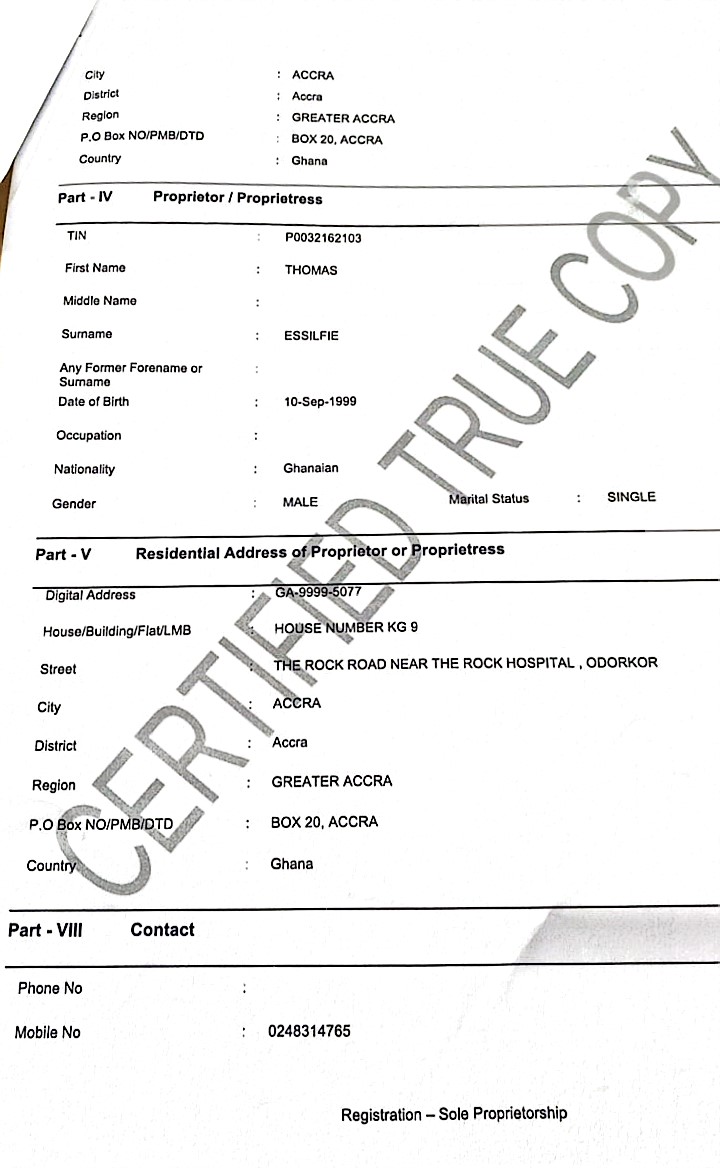 City : ACCRA
District : Accra
Region : GREATER ACCRA
P.O Box NO/PMB/DTD : BOX 20, ACCRA
Country : Ghana
Part - IV Proprietor / Proprietress
TIN : P0032162103
First Name : THOMAS
Middle Name :
Surname : ESSILFIE
Any Former Forename or :
Surname
Date of Birth : 10-Sep-1999
Occupation :
Nationality : Ghanaian
Gender : MALE Marital Status : SINGLE
Part - V Residential Address of Proprietor or Proprietress
Digital Address : GA-9999-5077
House/Building/Flat/LMB : HOUSE NUMBER KG 9
Street : THE ROCK ROAD NEAR THE ROCK HOSPITAL , ODORKOR
City : ACCRA
District : Accra
Region : GREATER ACCRA
P.O Box NO/PMB/DTD : BOX 20, ACCRA
Country : Ghana
Part - VIII Contact
Phone No :
Mobile No : 0248314765
Registration – Sole Proprietorship
CERTIFIED TRUE COPY